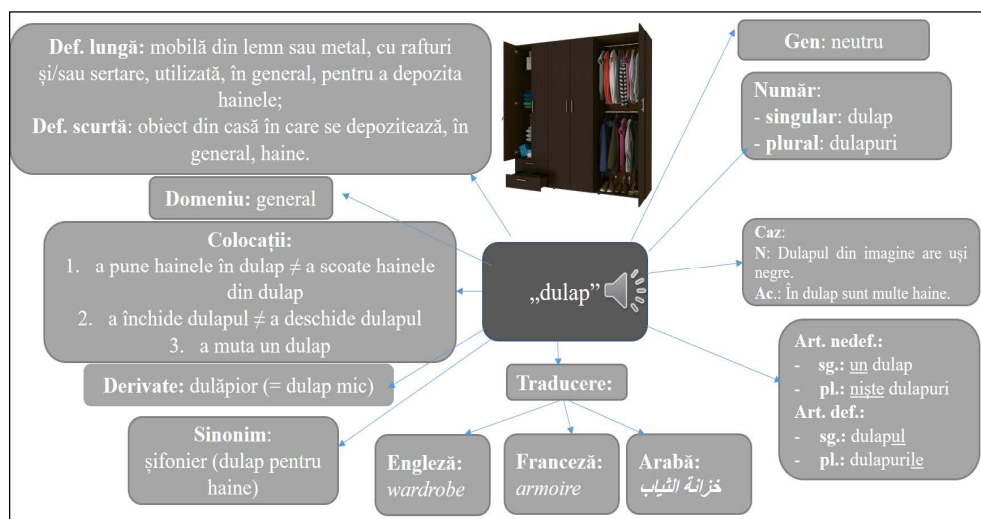 Def. lungă: mobilă din lemn sau metal, cu rafturi
și/sau sertare, utilizată, în general, pentru a depozita
hainele;
Def. scurtă: obiect din casă în care se depozitează, în
general, haine.
Gen: neutru
Număr:
- singular: dulap
- plural: dulapuri
Domeniu: general
Colocații:
1. a pune hainele în dulap ≠ a scoate hainele
din dulap
2. a închide dulapul ≠ a deschide dulapul
3. a muta un dulap
„dulap”
Caz:
N: Dulapul din imagine are uși
negre.
Ac.: În dulap sunt multe haine.
Derivate: dulăpior (= dulap mic)
Traducere:
Art. nedef.:
- sg.: un dulap
- pl.: niște dulapuri
Art. def.:
- sg.: dulapul
- pl.: dulapurile
Sinonim:
șifonier (dulap pentru
haine)
Engleză:
wardrobe
Franceză:
armoire
Arabă:
خزانة الثياب